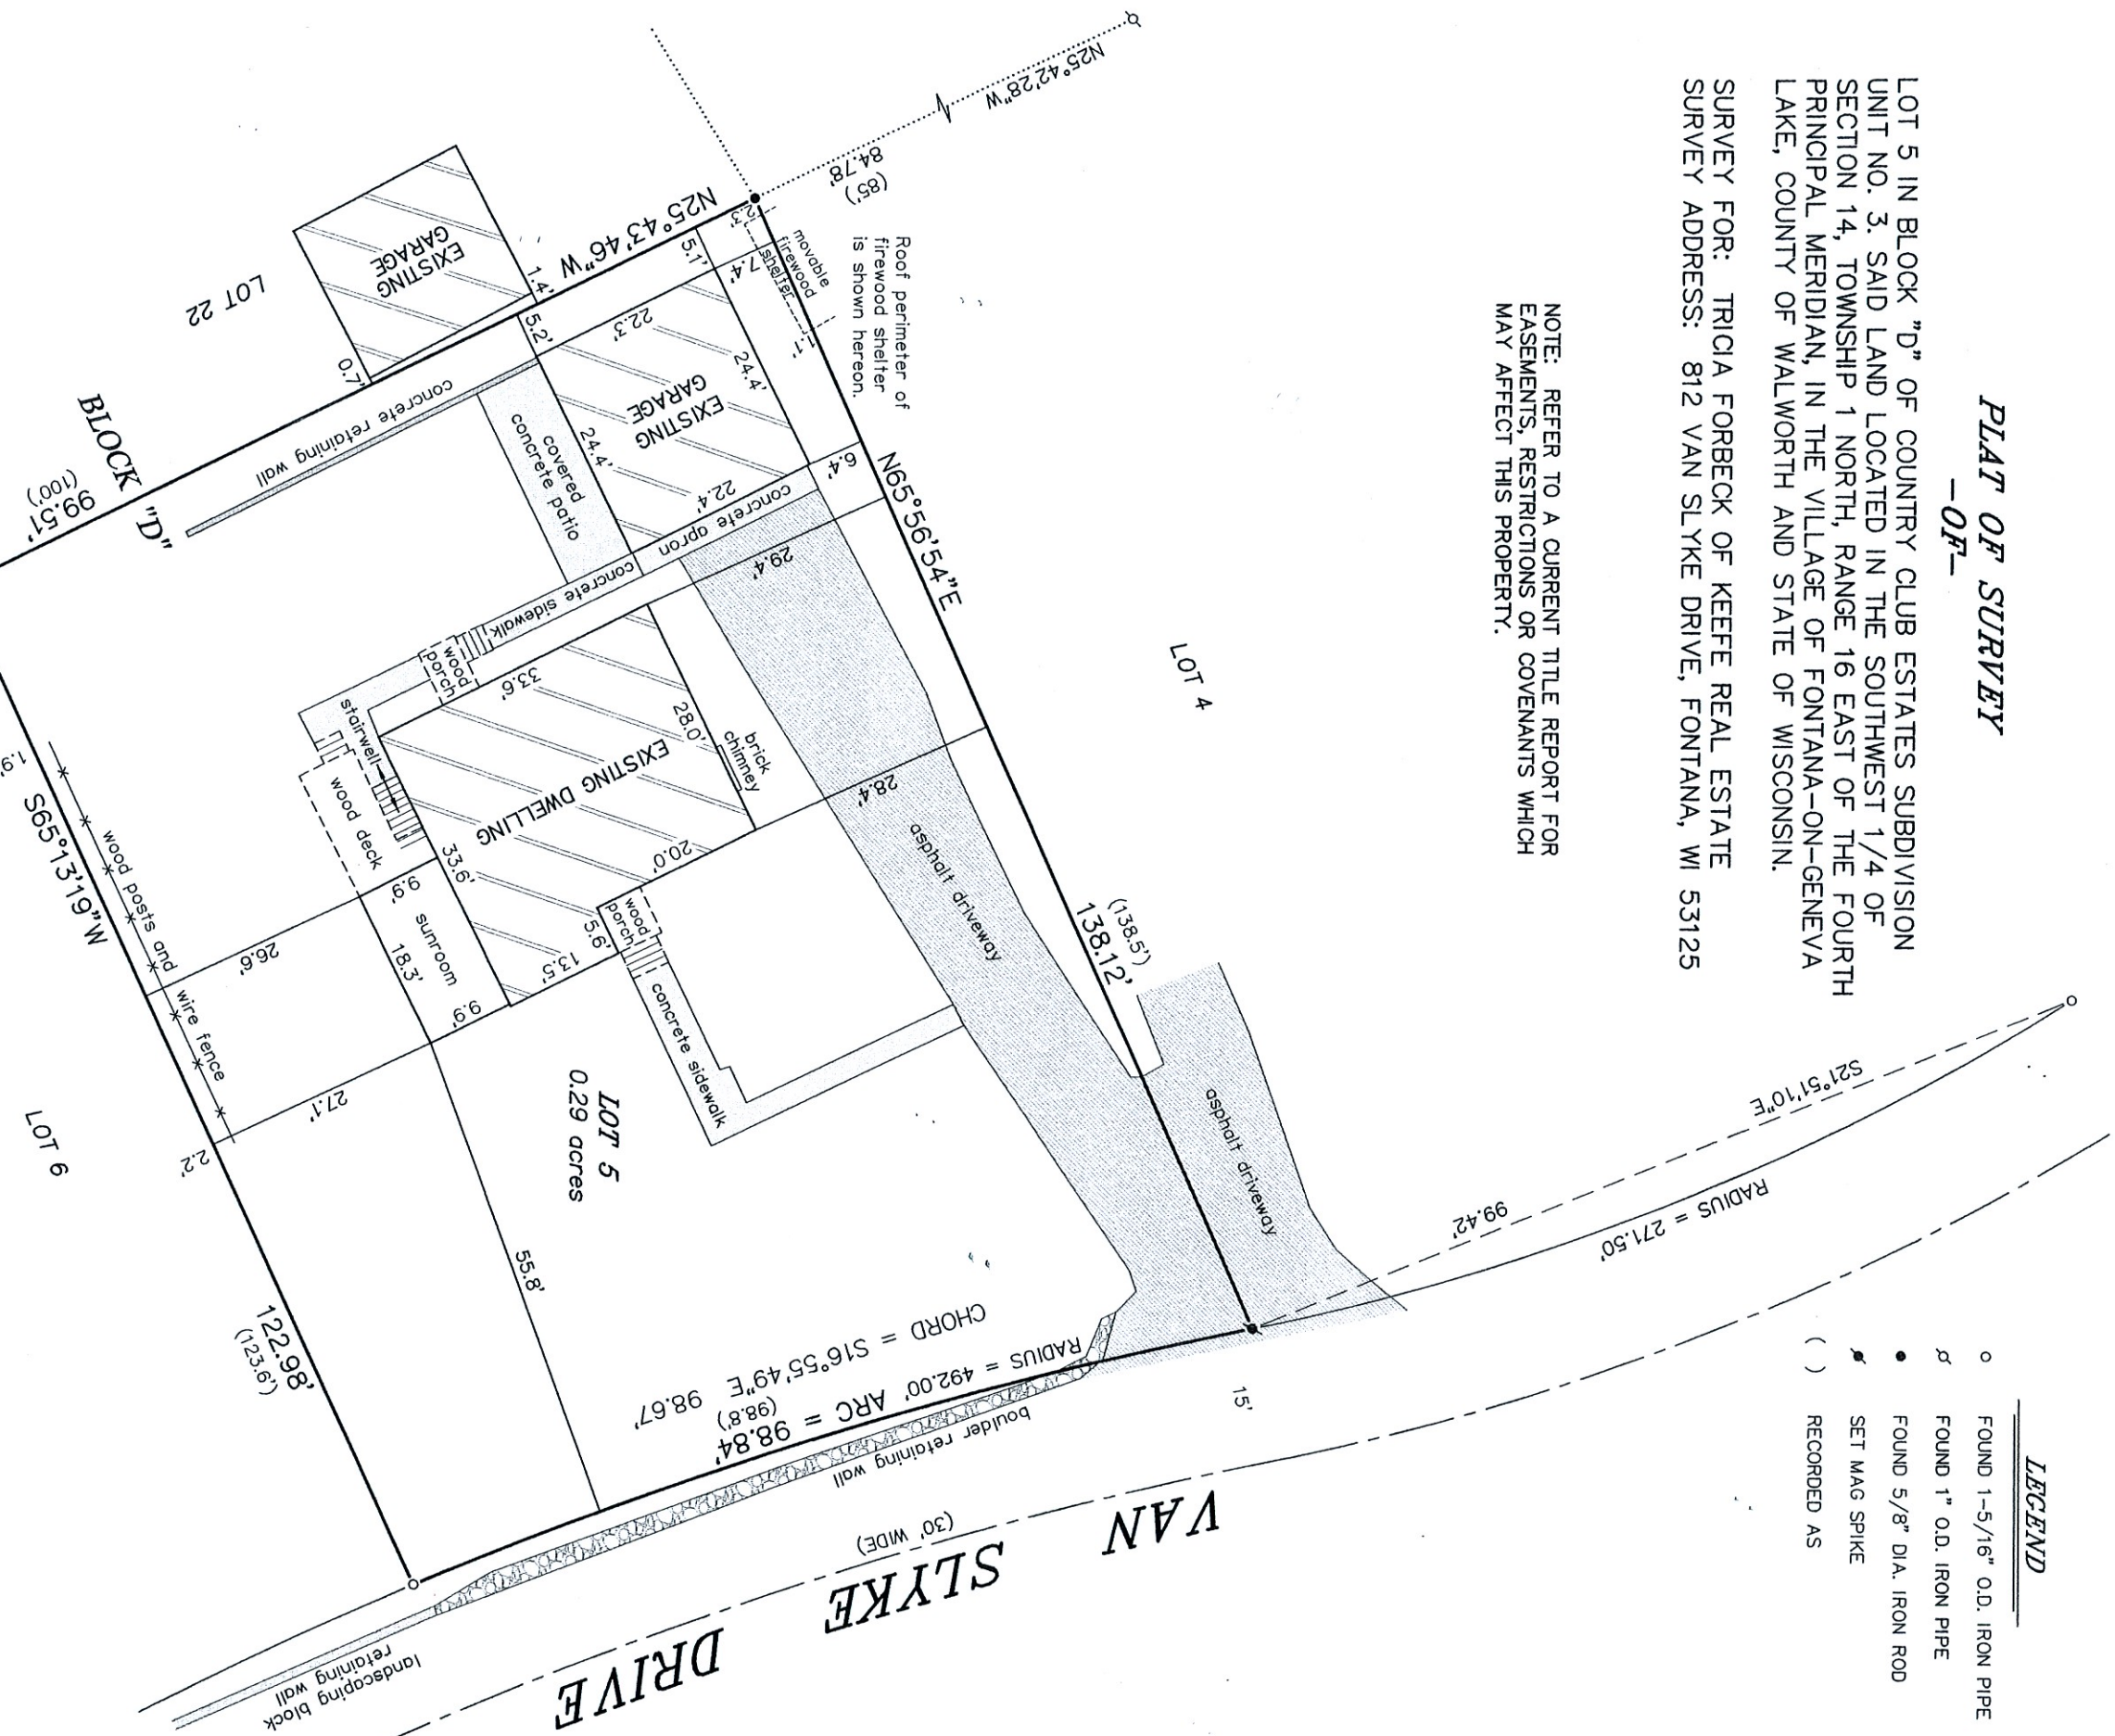 PLAT OF SURVEY
-OF-
LOT 5 IN BLOCK "D" OF COUNTRY CLUB ESTATES SUBDIVISION
UNIT NO. 3. SAID LAND LOCATED IN THE SOUTHWEST 1/4 OF
SECTION 14, TOWNSHIP 1 NORTH, RANGE 16 EAST OF THE FOURTH
PRINCIPAL MERIDIAN, IN THE VILLAGE OF FONTANA-ON-GENEVA
LAKE, COUNTY OF WALWORTH AND STATE OF WISCONSIN.
SURVEY FOR: TRICIA FORBECK OF KEEFE REAL ESTATE
SURVEY ADDRESS: 812 VAN SLYKE DRIVE, FONTANA, WI 53125
NOTE: REFER TO A CURRENT TITLE REPORT FOR
EASEMENTS, RESTRICTIONS OR COVENANTS WHICH
MAY AFFECT THIS PROPERTY.
LEGEND
FOUND 1-5/16" O.D. IRON PIPE
FOUND 1" O.D. IRON PIPE
FOUND 5/8" DIA. IRON ROD
SET MAG SPIKE
( ) RECORDED AS
N25°42'28"W
(85')
84.78'
Roof perimeter of
firewood shelter
is shown hereon.
movable
firewood
shelter
2.3'
1.1'
N25°43'46"W
5.1'
7.4'
22.3'
24.4'
EXISTING
GARAGE
5.2'
24.4'
22.4'
6.4'
EXISTING
GARAGE
1.4'
0.7'
LOT 22
concrete retaining wall
covered
concrete patio
concrete apron
concrete sidewalk
29.4'
N65°56'54"E
LOT 4
BLOCK "D"
99.51'
(100')
wood
porch
33.6'
28.0'
brick
chimney
EXISTING DWELLING
stairwell
wood deck
33.6'
20.0'
28.4'
asphalt driveway
138.12'
(138.5')
9.9'
sunroom
18.3'
9.9'
13.5'
5.6'
wood
porch
concrete sidewalk
26.6'
27.1'
1.9'
S65°13'19"W
wood posts and
wire fence
2.2'
LOT 6
LOT 5
0.29 acres
55.8'
122.98'
(123.6')
asphalt driveway
S21°51'10"E
99.42'
RADIUS = 271.50'
CHORD = S16°55'49"E 98.67'
RADIUS = 492.00' ARC = 98.84'
(98.8')
boulder retaining wall
15'
(30' WIDE)
VAN SLYKE DRIVE
landscaping block
retaining wall